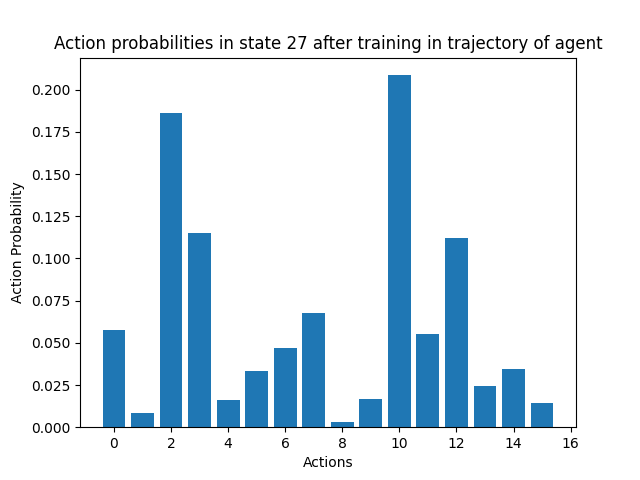 Action probabilities in state 27 after training in trajectory of agent
0.200
0.175
0.150
0.125
0.100
0.075
0.050
0.025
0.000
Action Probability
0 2 4 6 8 10 12 14 16
Actions